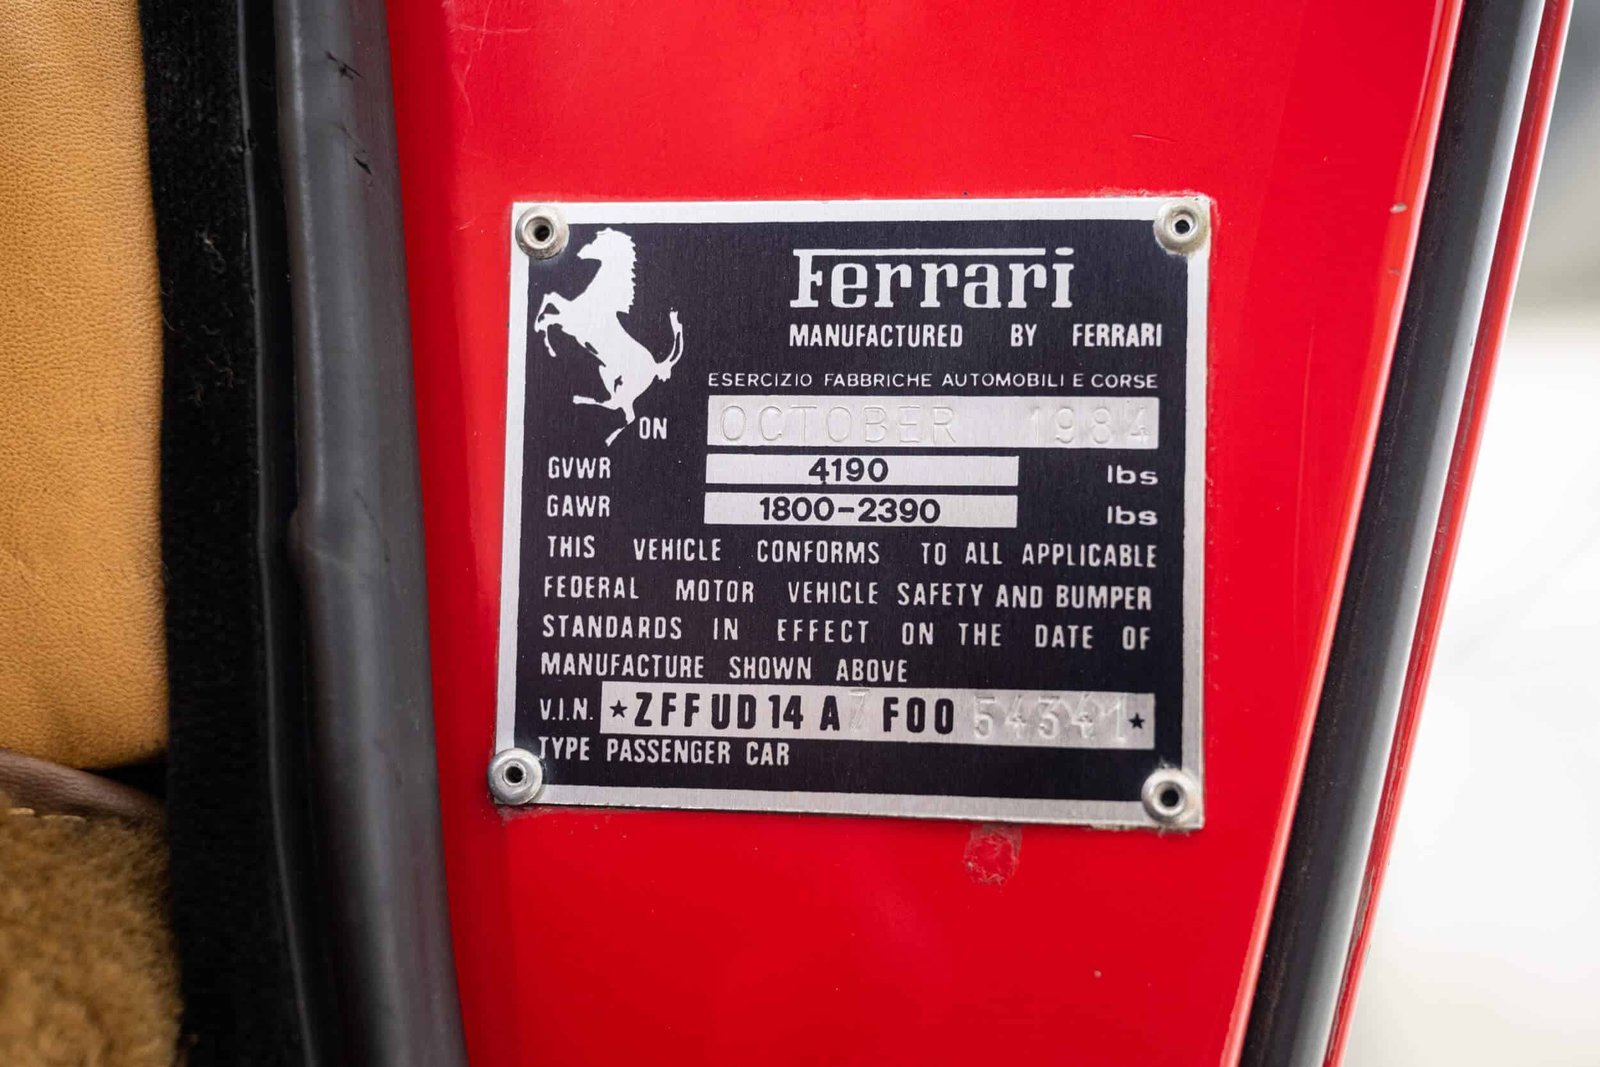 Ferrari
MANUFACTURED BY FERRARI
ESERCIZIO FABBRICHE AUTOMOBILI E CORSE
ON OCTOBER 1984
GVWR 4190 lbs
GAWR 1800-2390 lbs
THIS VEHICLE CONFORMS TO ALL APPLICABLE
FEDERAL MOTOR VEHICLE SAFETY AND BUMPER
STANDARDS IN EFFECT ON THE DATE OF
MANUFACTURE SHOWN ABOVE
V.I.N. ★ZFFUD14A7F0054341★
TYPE PASSENGER CAR